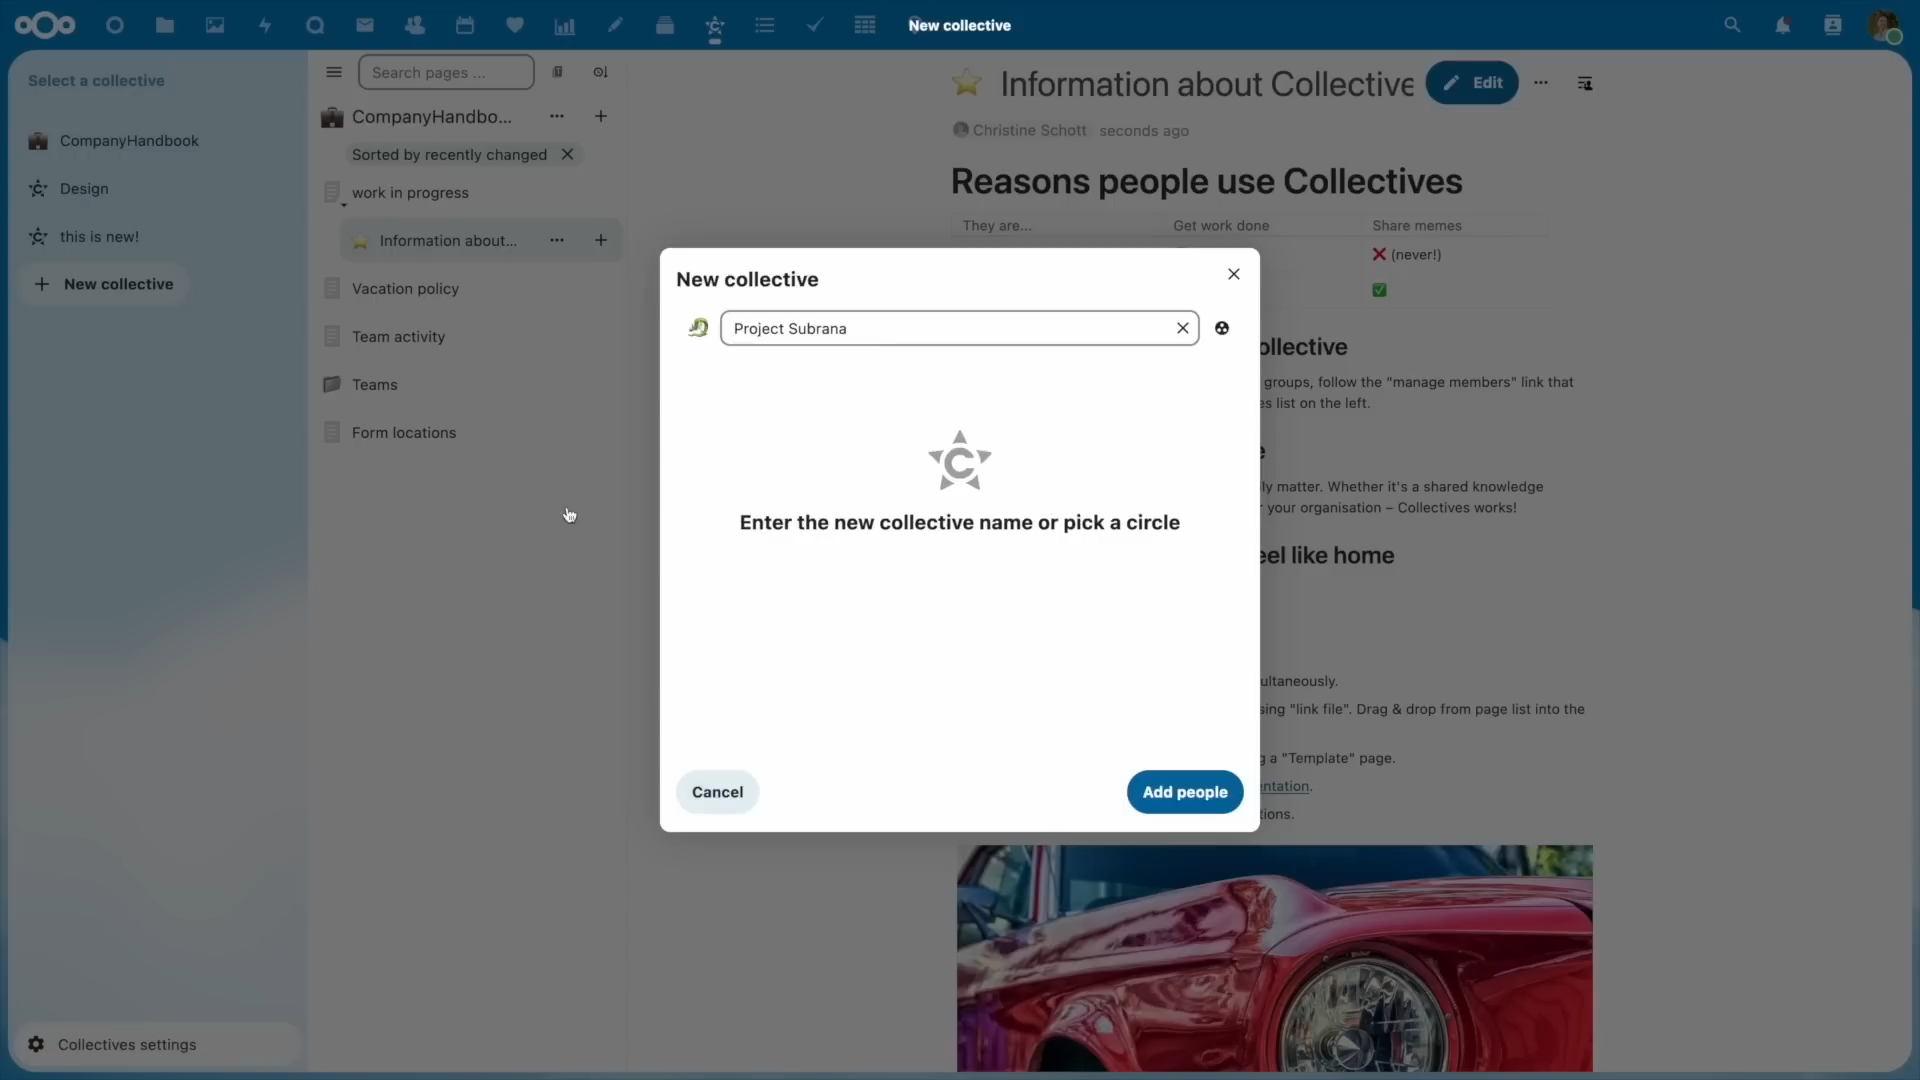 New collective
Select a collective
CompanyHandbook
Design
this is new!
New collective
Collectives settings
Search pages ...
CompanyHandbo...
Sorted by recently changed
work in progress
Information about...
Vacation policy
Team activity
Teams
Form locations
Information about Collective
Edit
Christine Schott seconds ago
Reasons people use Collectives
They are... Get work done Share memes
(never!)
ollective
groups, follow the "manage members" link that
es list on the left.
ly matter. Whether it's a shared knowledge
your organisation – Collectives works!
eel like home
ultaneously.
sing "link file". Drag & drop from page list into the
g a "Template" page.
ntation.
tions.
New collective
Project Subrana
Enter the new collective name or pick a circle
Cancel
Add people